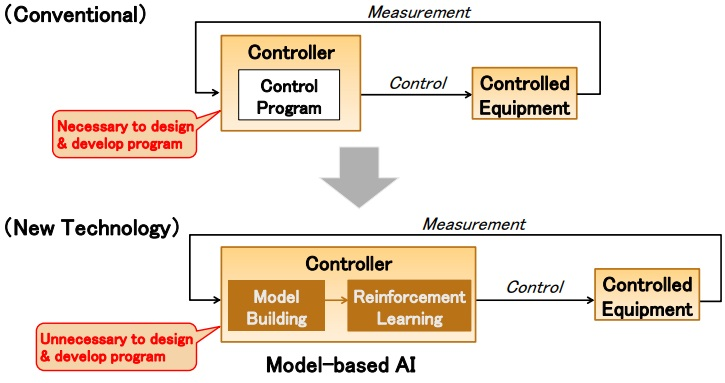 (Conventional)
Measurement
Controller
Control
Program
Control
Controlled
Equipment
Necessary to design
& develop program
(New Technology)
Measurement
Controller
Model
Building
Reinforcement
Learning
Control
Controlled
Equipment
Unnecessary to design
& develop program
Model-based AI